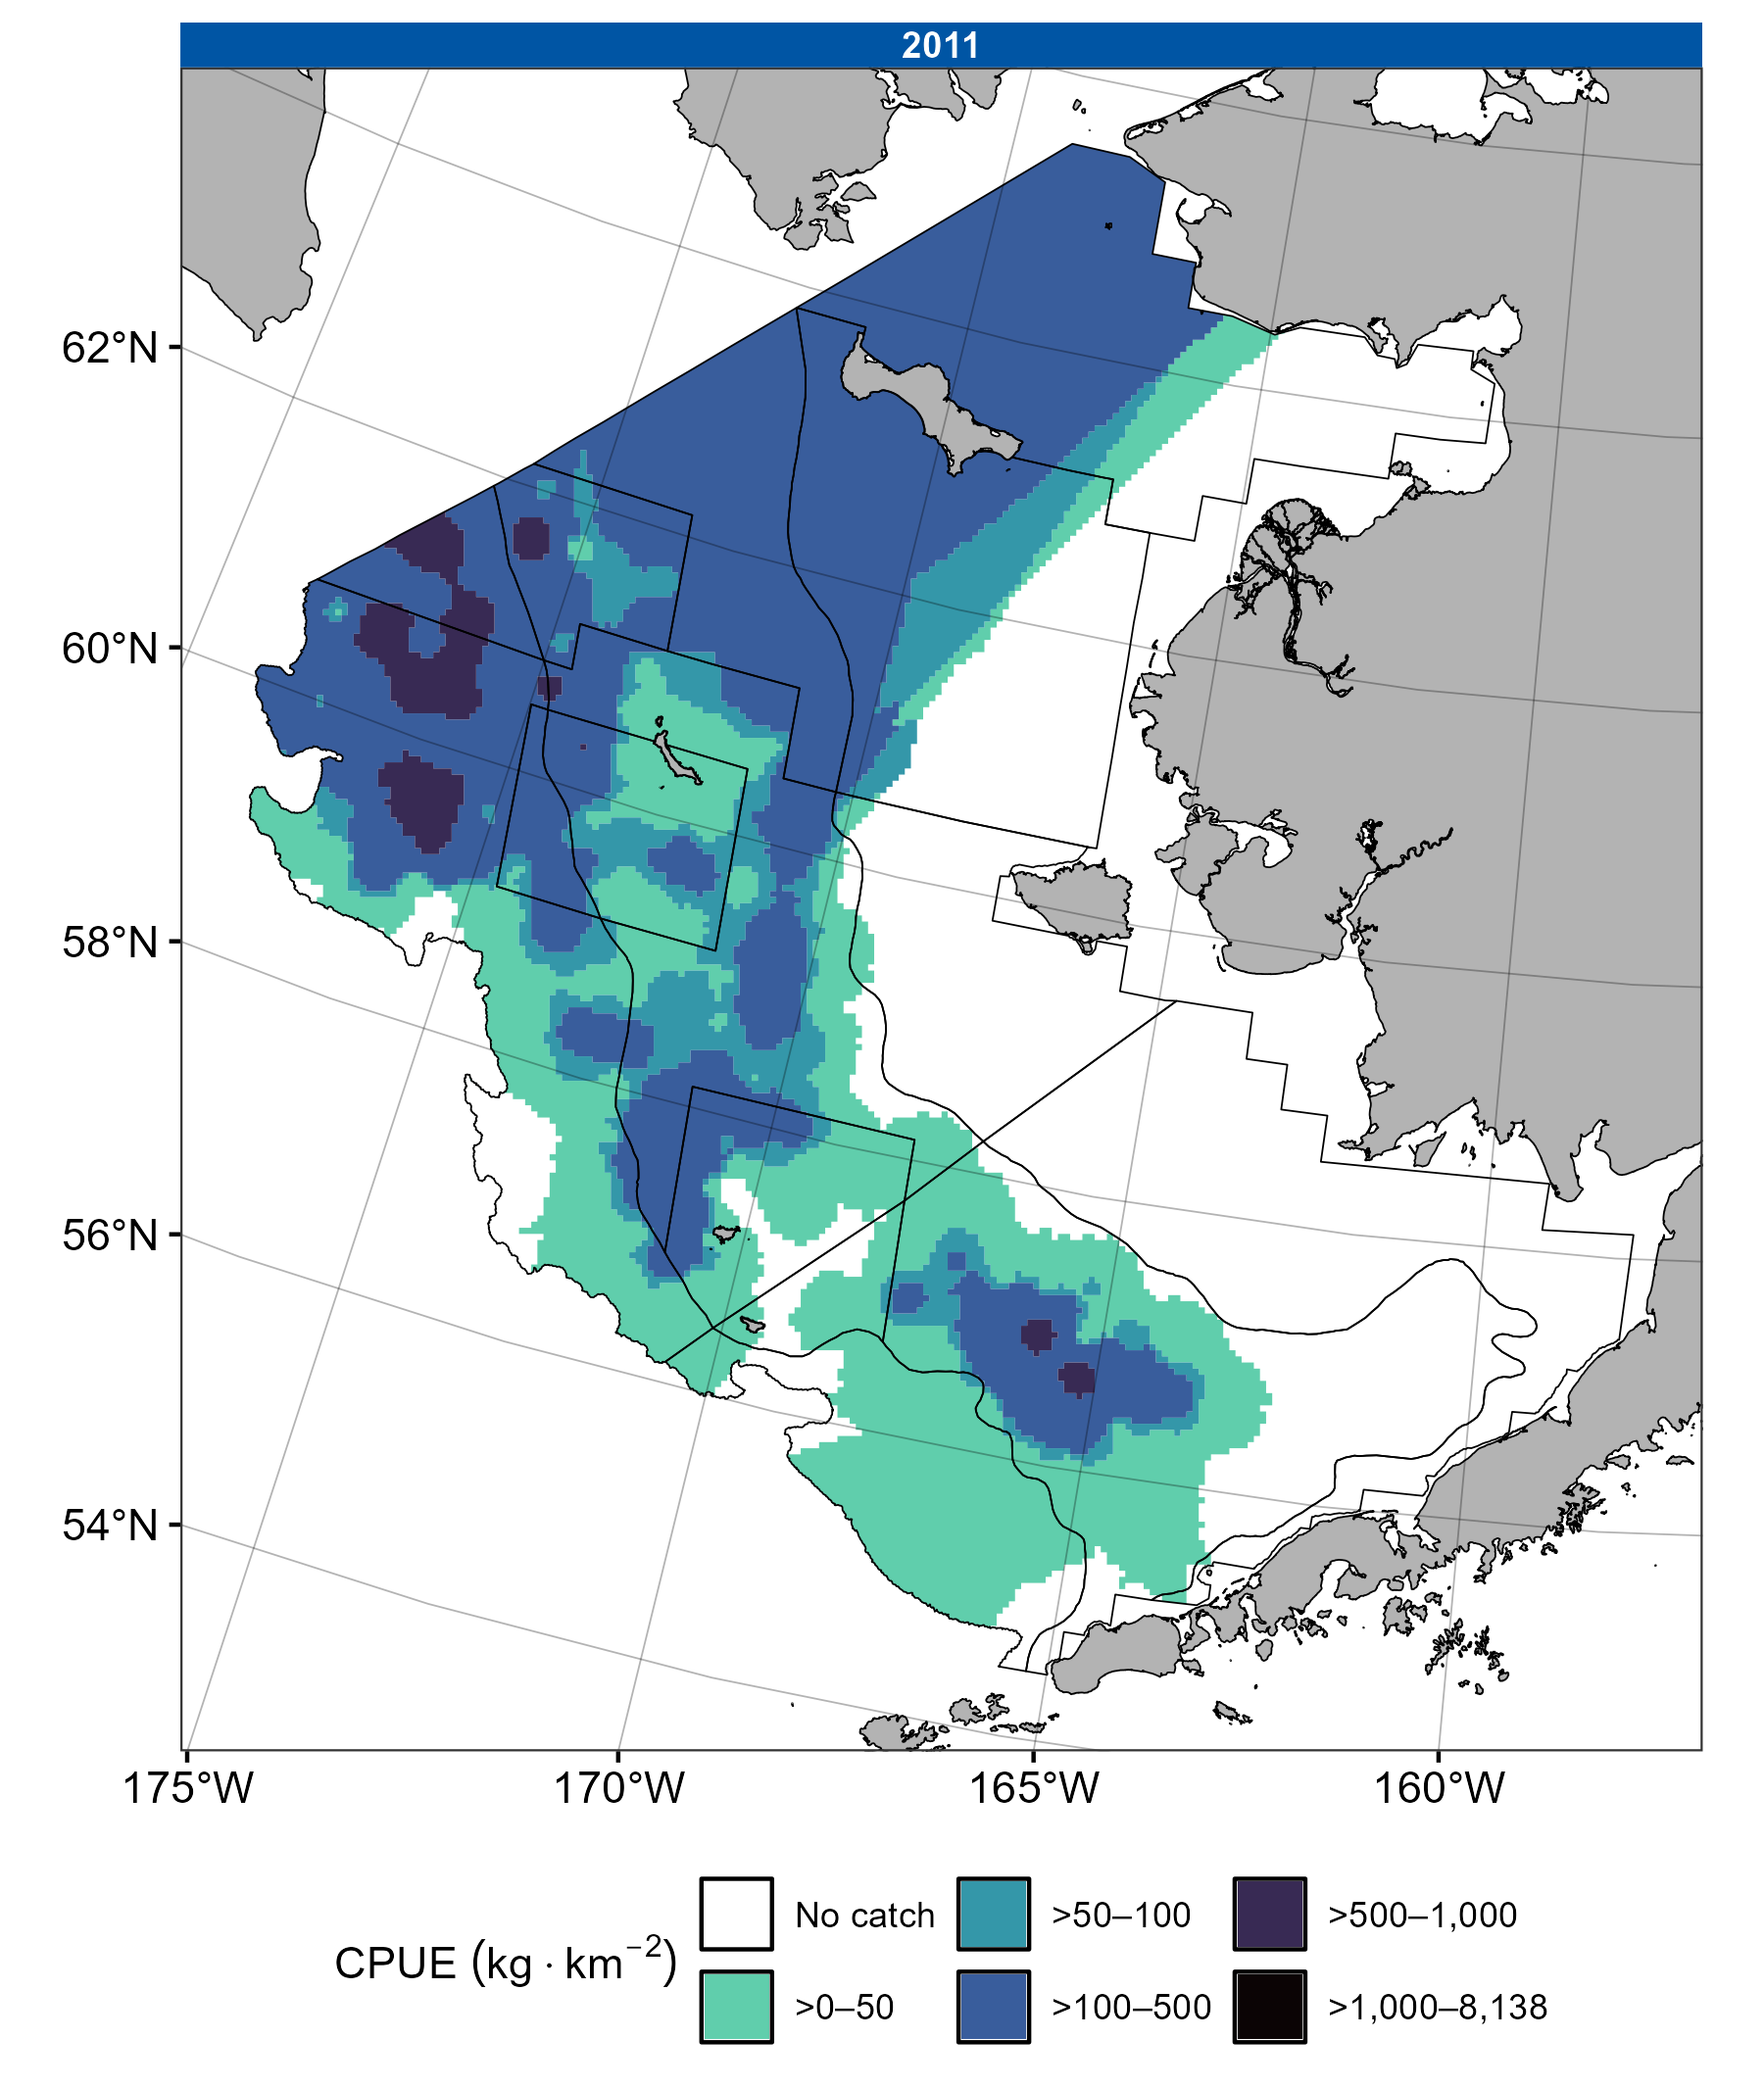 2011
62°N
60°N
58°N
56°N
54°N
175°W 170°W 165°W 160°W
CPUE (kg · km⁻²)
No catch >50–100 >500–1,000
>0–50 >100–500 >1,000–8,138